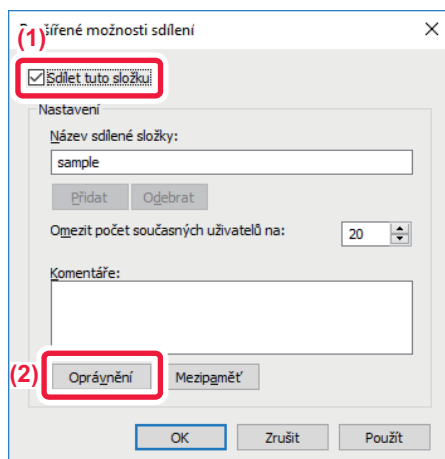 (1)
Rozšířené možnosti sdílení
Sdílet tuto složku
Nastavení
Název sdílené složky:
sample
Přidat Odebrat
Omezit počet současných uživatelů na: 20
Komentáře:
(2) Oprávnění Mezipaměť
OK Zrušit Použít